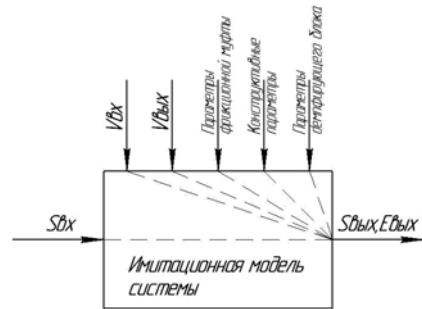 Vвх
Vвых
Параметры
фрикционной муфты
Конструктивные
параметры
Параметры
демпфирующего блока
Sвх
Sвых, Eвых
Имитационная модель
системы